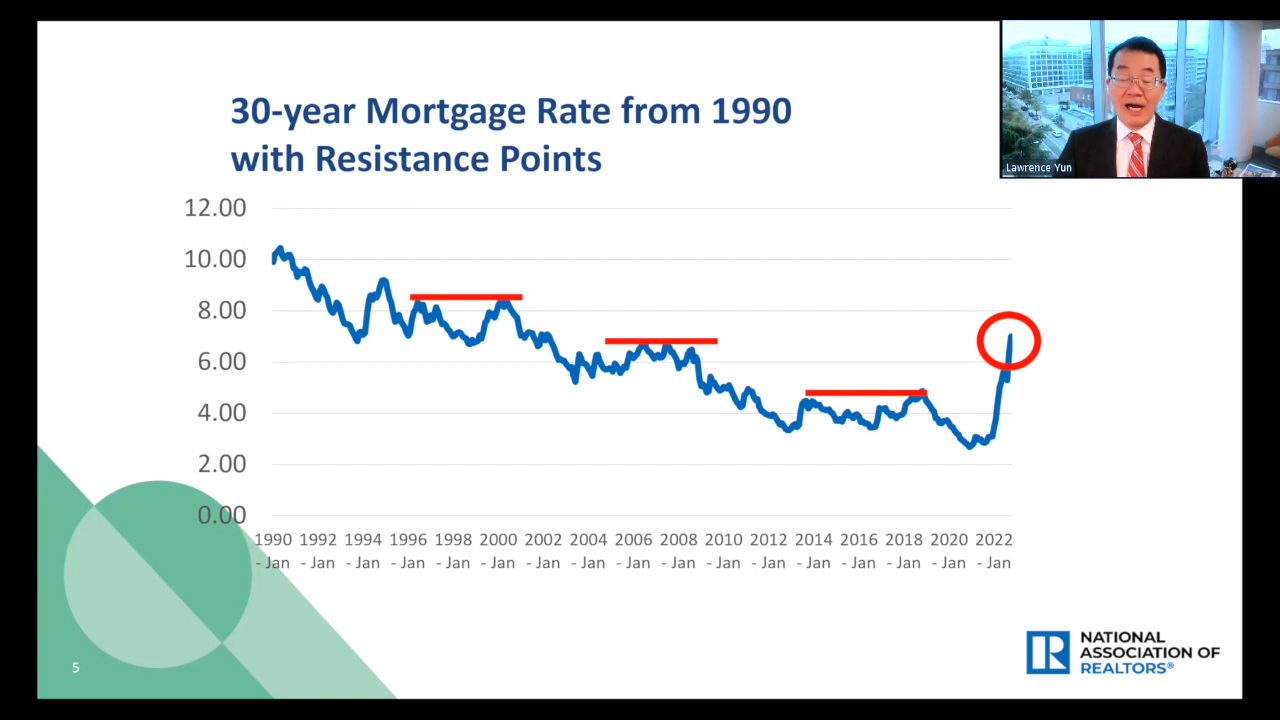 Lawrence Yun
30-year Mortgage Rate from 1990
with Resistance Points
12.00
10.00
8.00
6.00
4.00
2.00
0.00
1990 1992 1994 1996 1998 2000 2002 2004 2006 2008 2010 2012 2014 2016 2018 2020 2022
- Jan - Jan - Jan - Jan - Jan - Jan - Jan - Jan - Jan - Jan - Jan - Jan - Jan - Jan - Jan - Jan - Jan
R
NATIONAL
ASSOCIATION OF
REALTORS®
5